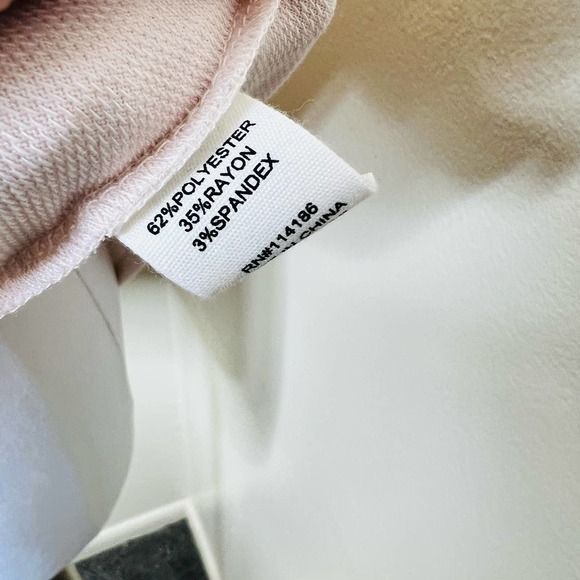 62%POLYESTER
35%RAYON
3%SPANDEX
RN#114186
CHINA